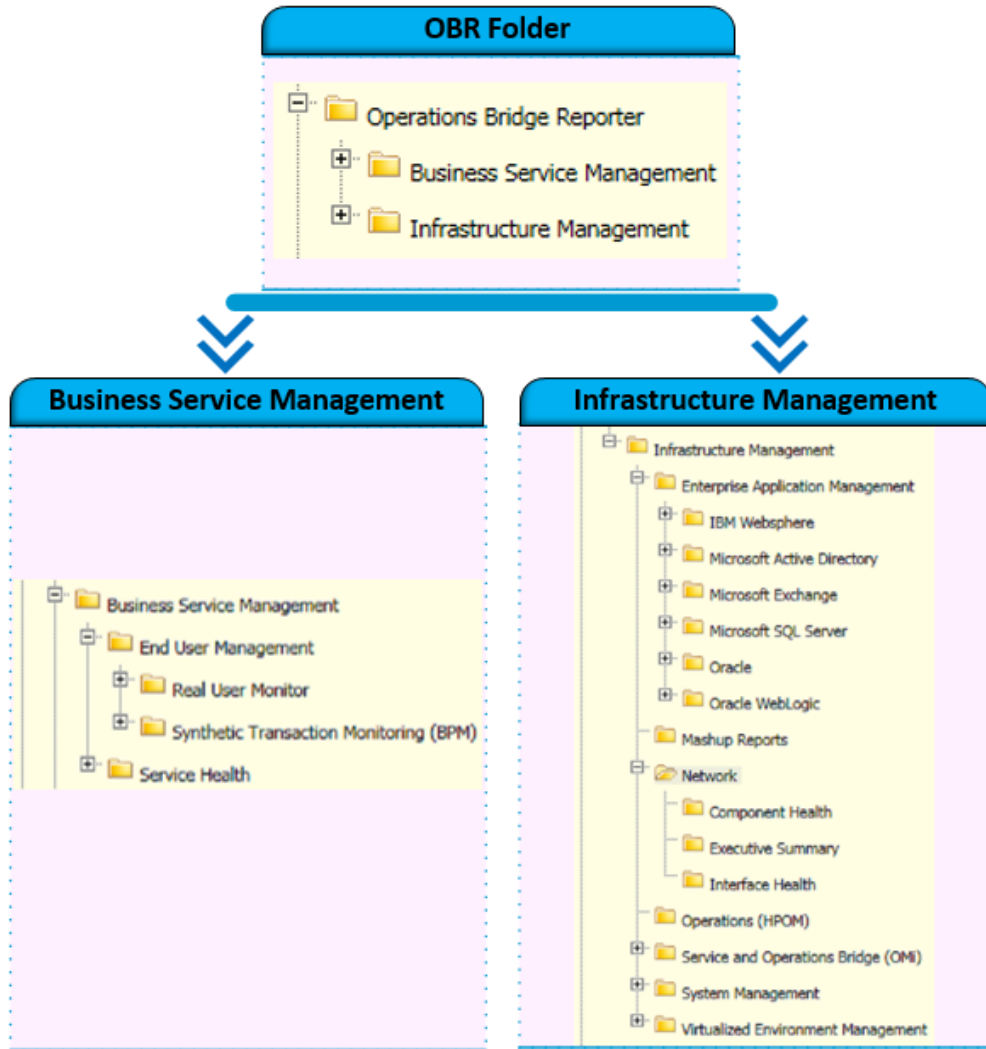 OBR Folder
Operations Bridge Reporter
Business Service Management
Infrastructure Management
Business Service Management
Business Service Management
End User Management
Real User Monitor
Synthetic Transaction Monitoring (BPM)
Service Health
Infrastructure Management
Infrastructure Management
Enterprise Application Management
IBM Websphere
Microsoft Active Directory
Microsoft Exchange
Microsoft SQL Server
Oracle
Oracle WebLogic
Mashup Reports
Network
Component Health
Executive Summary
Interface Health
Operations (HPOM)
Service and Operations Bridge (OMi)
System Management
Virtualized Environment Management